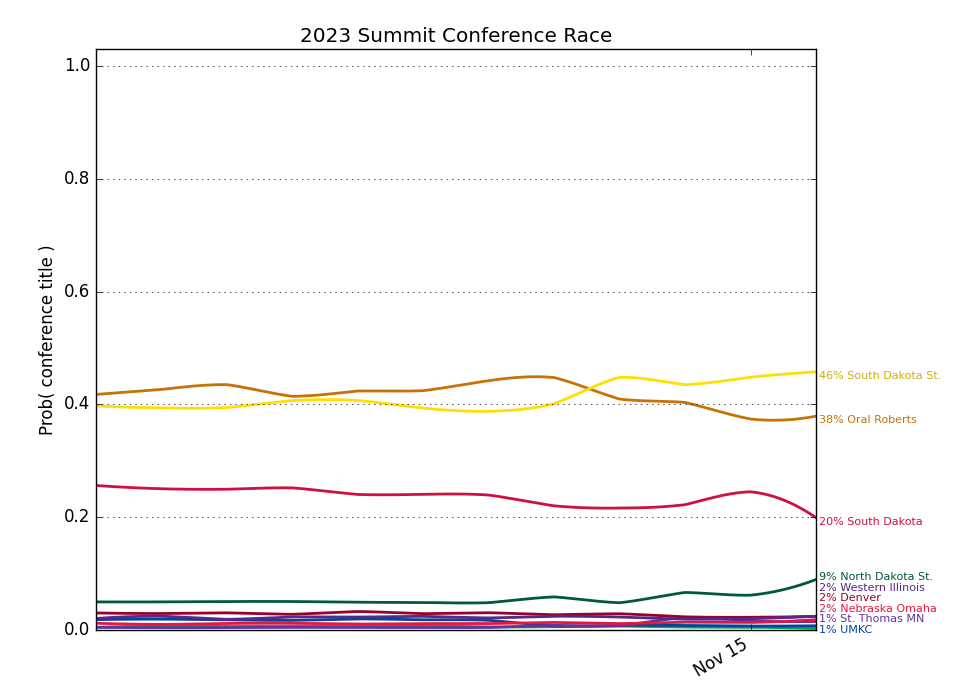 2023 Summit Conference Race
1.0
0.8
0.6
0.4
0.2
0.0
Prob( conference title )
46% South Dakota St.
38% Oral Roberts
20% South Dakota
9% North Dakota St.
2% Western Illinois
2% Denver
2% Nebraska Omaha
1% St. Thomas MN
1% UMKC
Nov 15